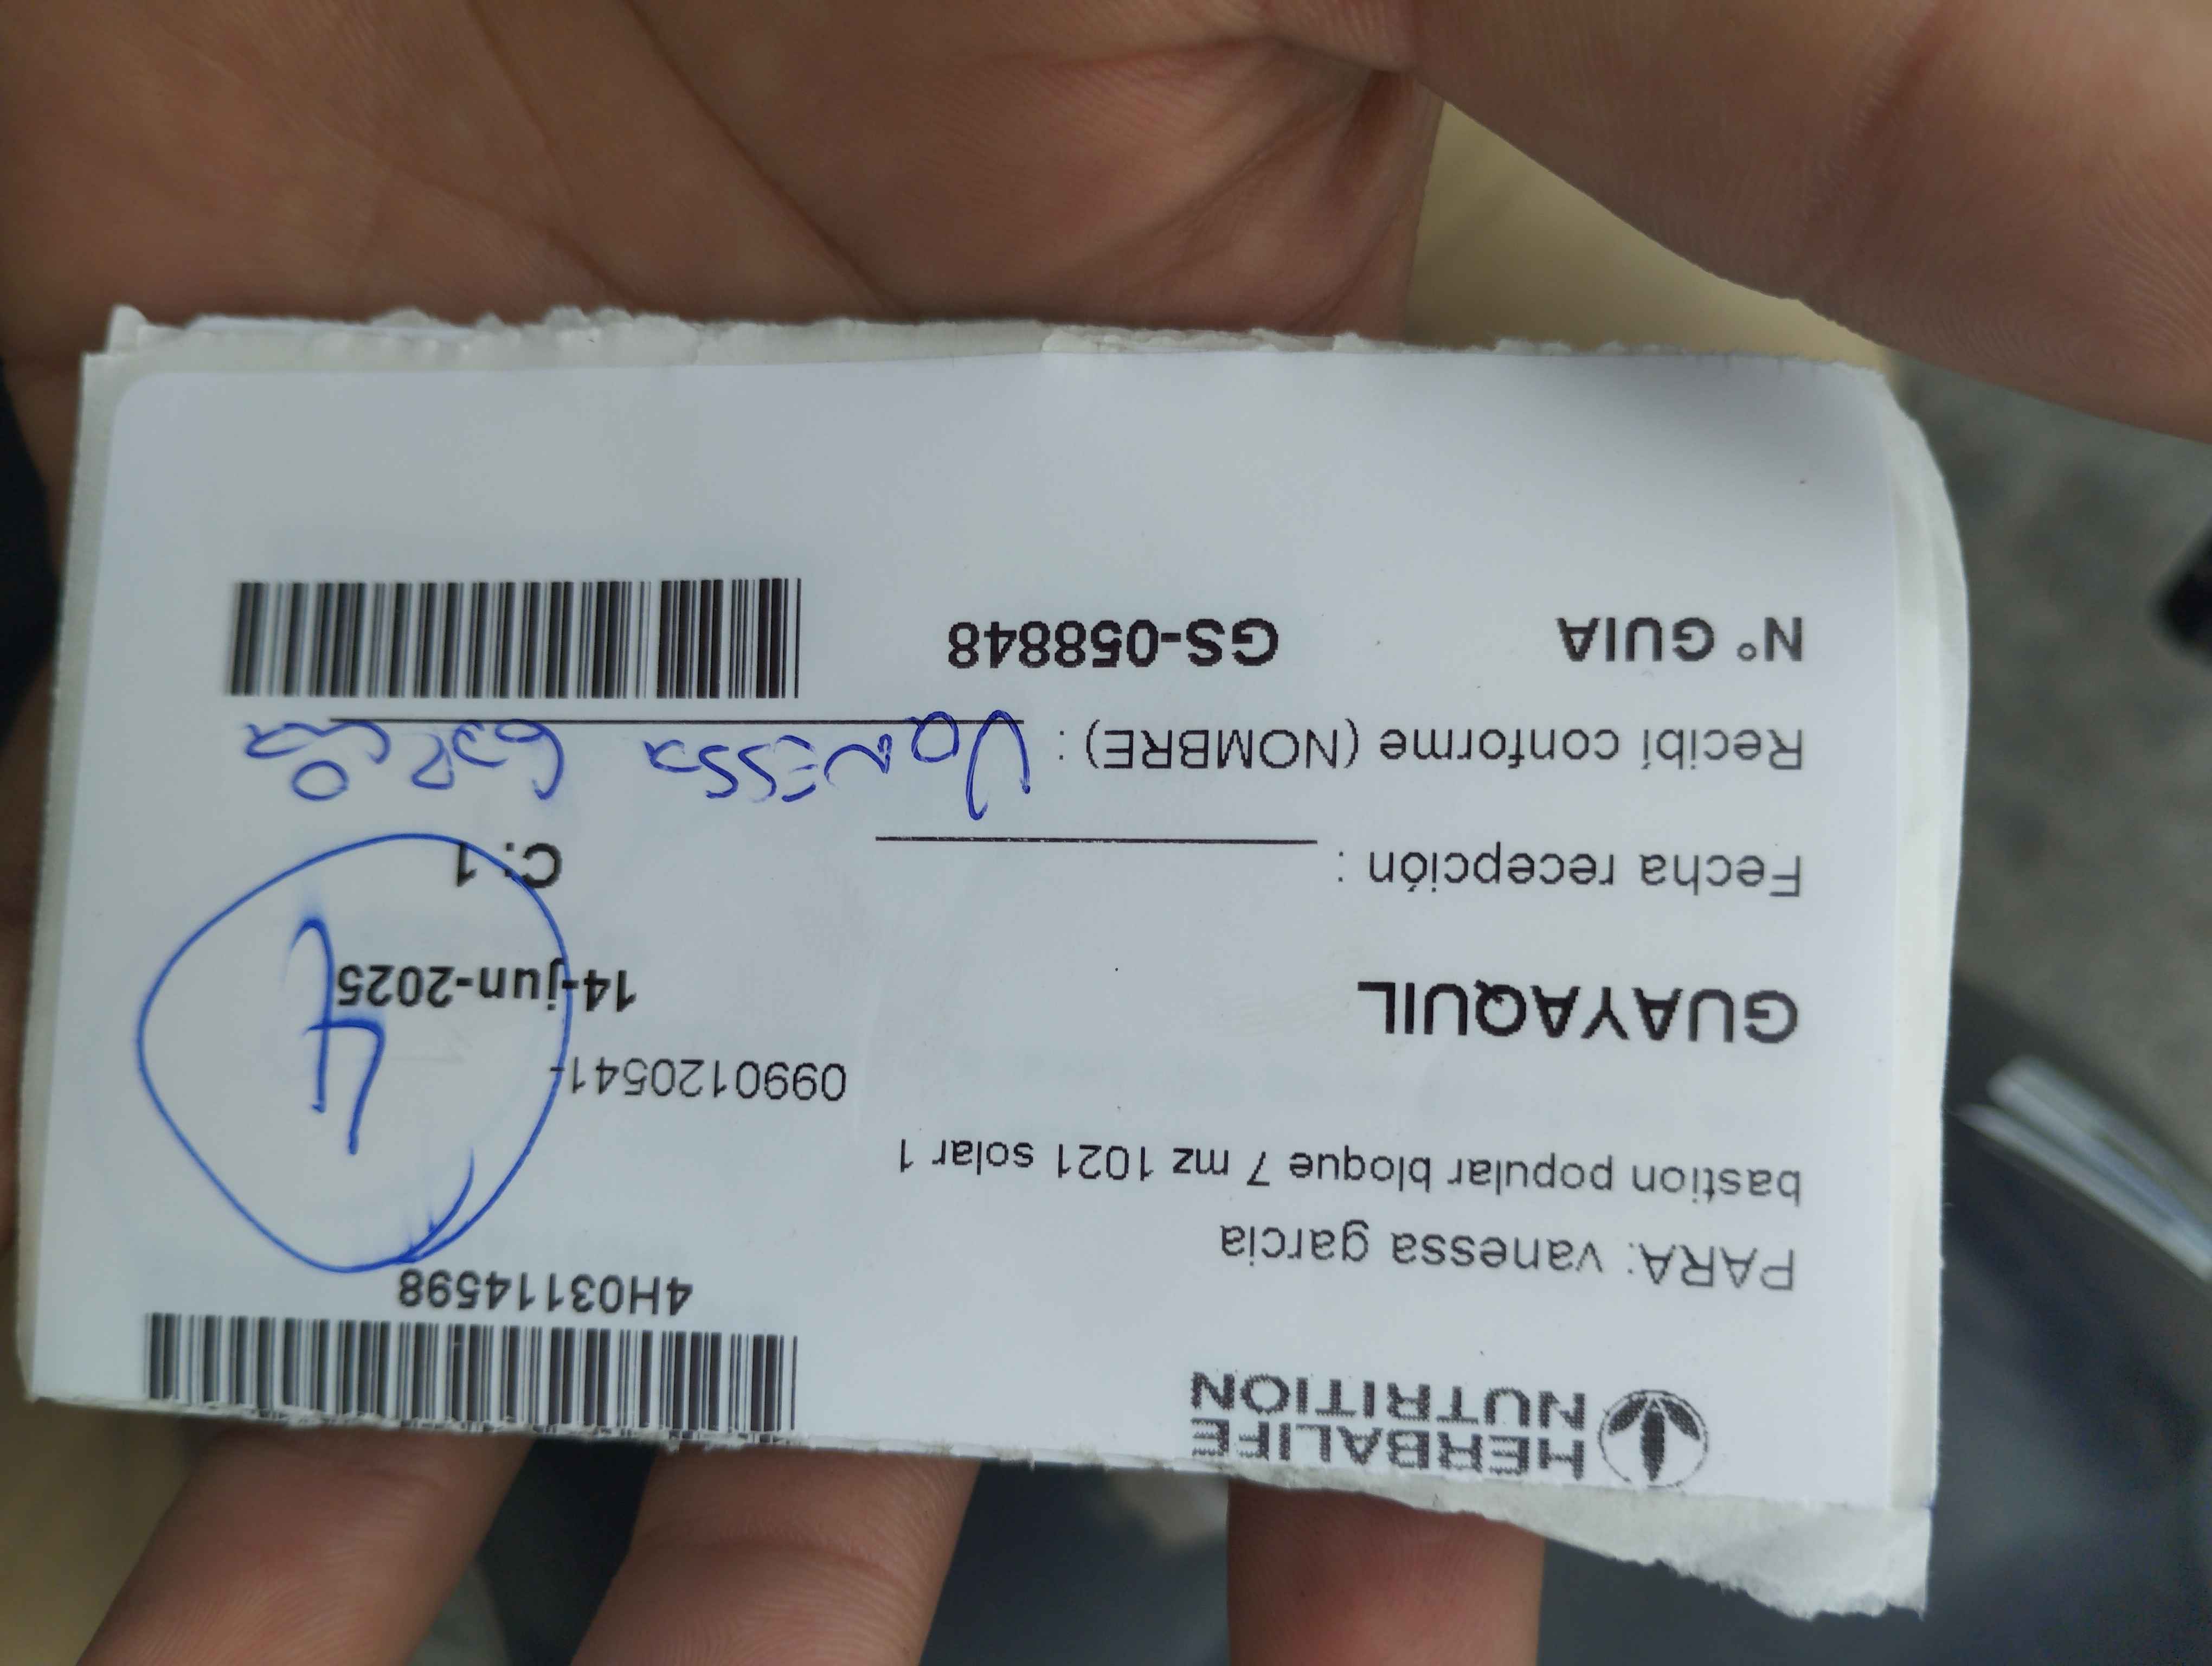 HERBALIFE
NUTRITION
4H03114598
PARA: vanessa garcia
bastion popular bloque 7 mz 1021 solar 1
0990120541-
GUAYAQUIL
14-jun-2025
4
Fecha recepción :
C: 1
Recibí conforme (NOMBRE) : VaNESSa GaRCia
N° GUIA GS-058848